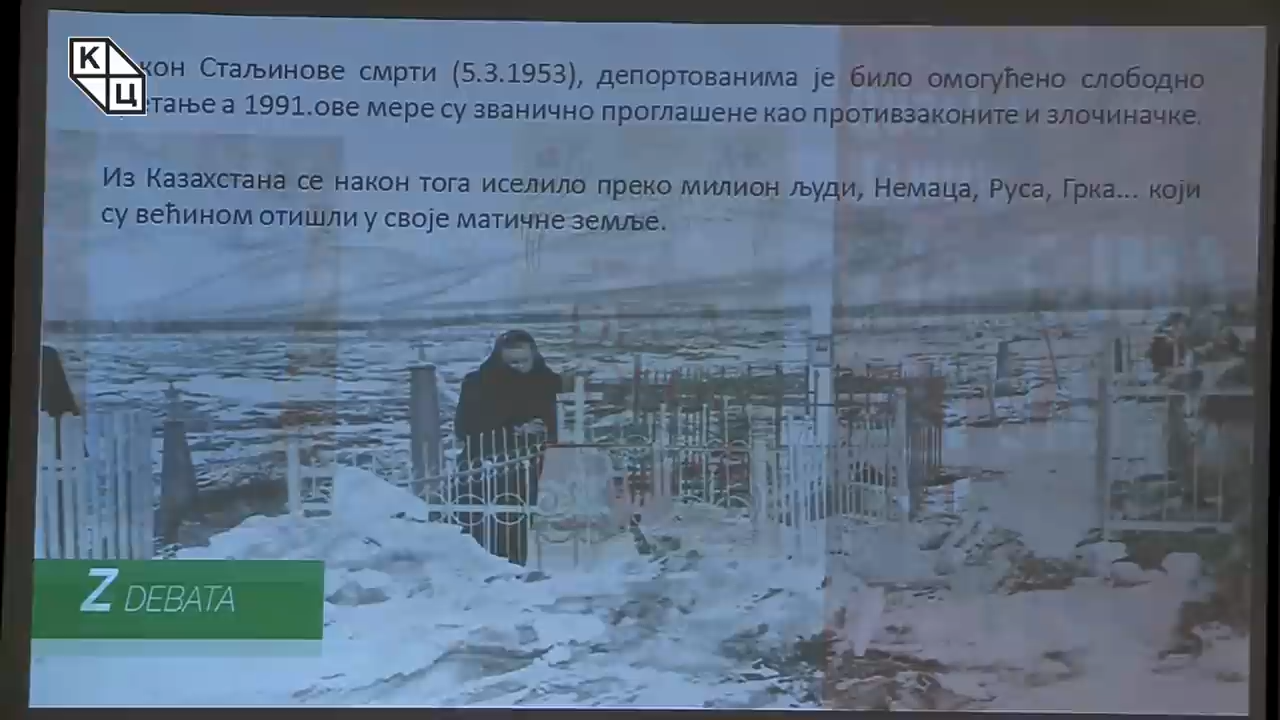 К
Ц
кон Стаљинове смрти (5.3.1953), депортованима је било омогућено слободно
етање а 1991.ове мере су званично проглашене као противзаконите и злочиначке.
Из Казахстана се након тога иселило преко милион људи, Немаца, Руса, Грка... који
су већином отишли у своје матичне земље.
Z DEBATA